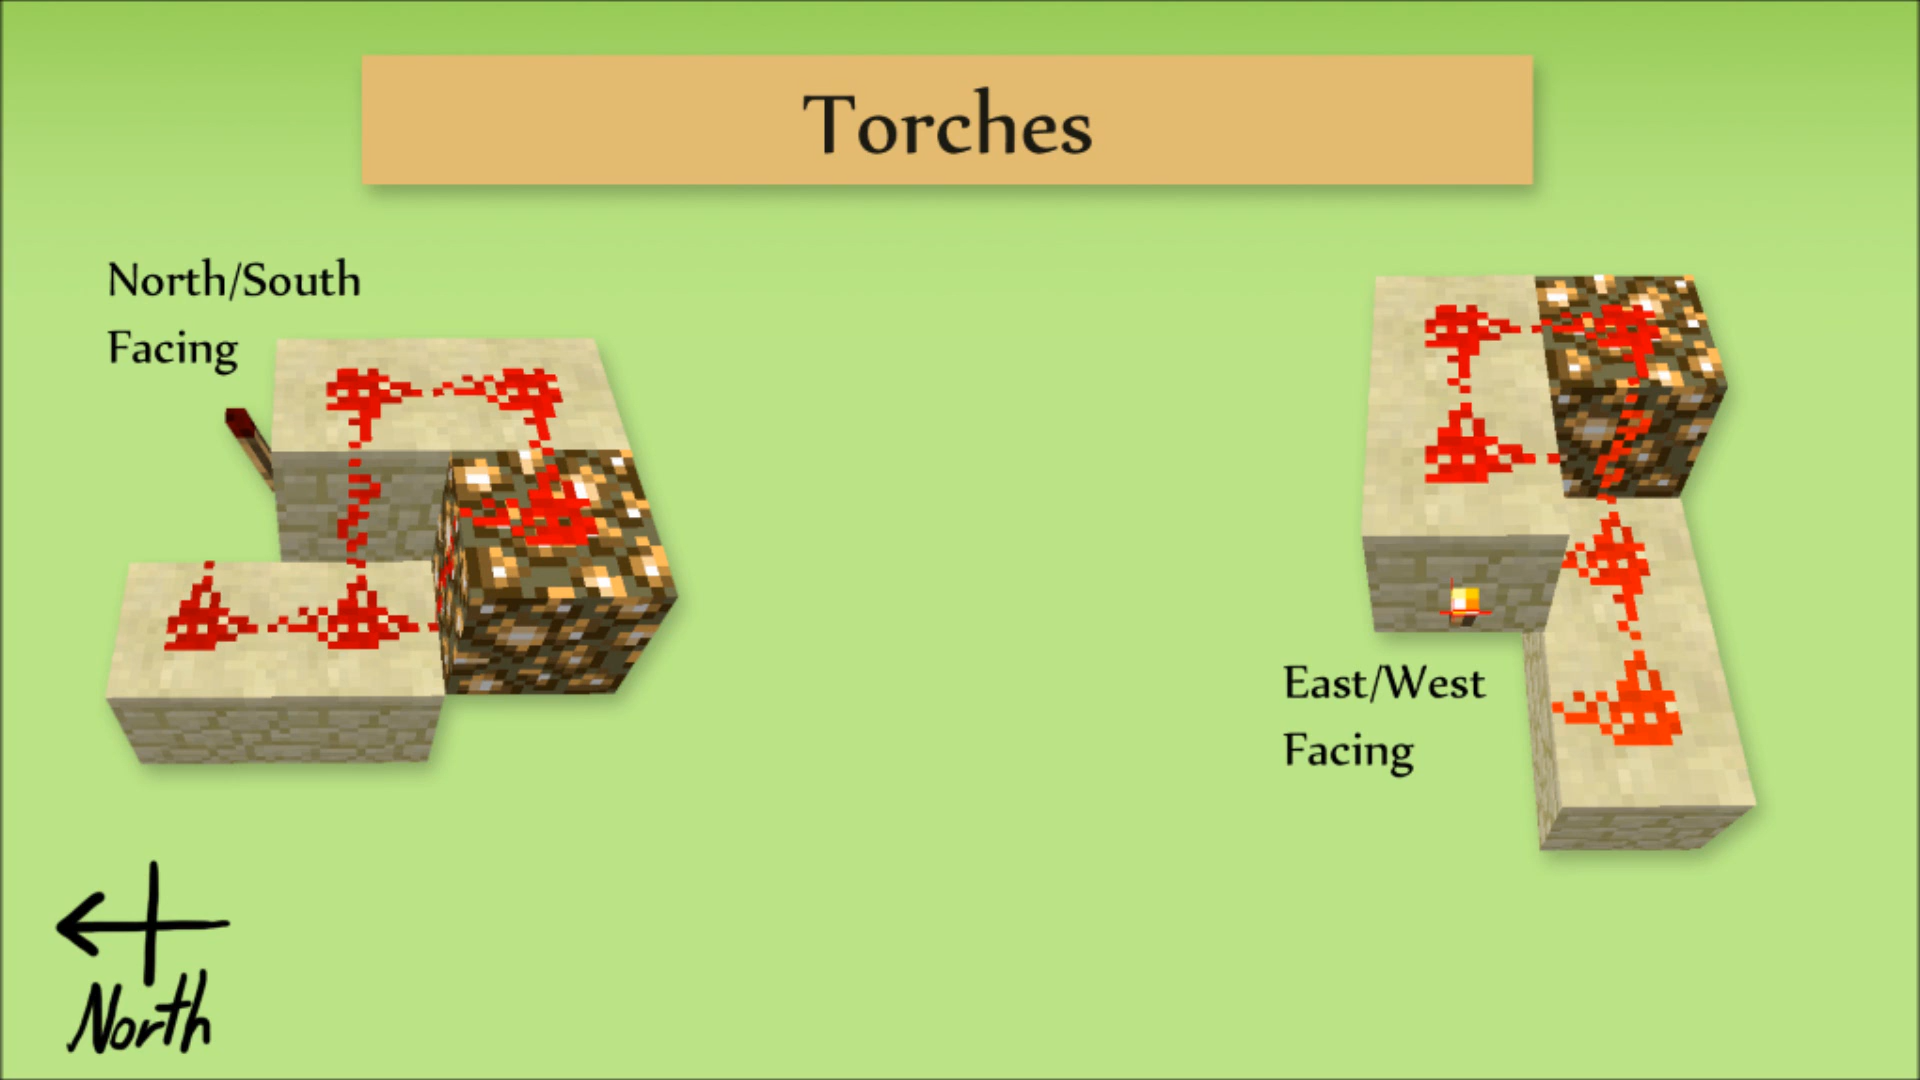 Torches
North/South
Facing
East/West
Facing
North